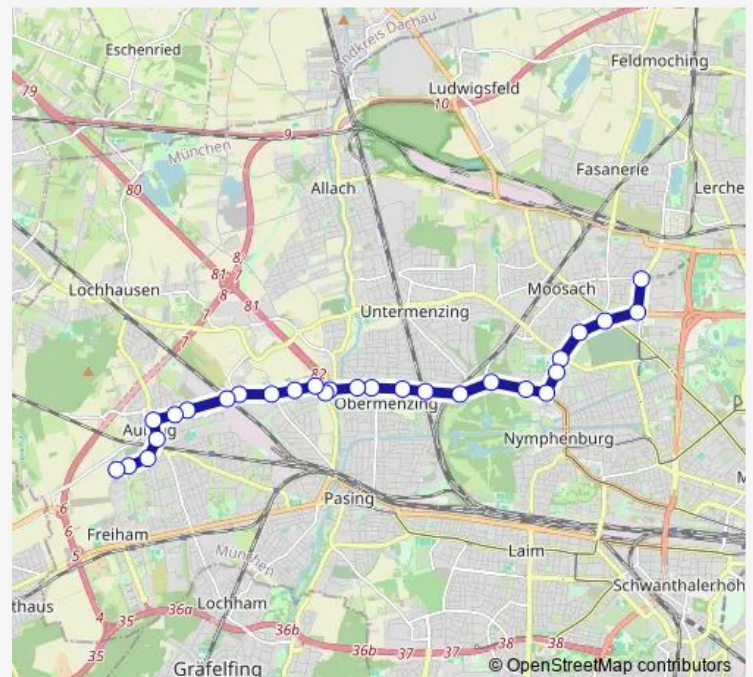 Landkreis Dachau
Eschenried
Feldmoching
79
Ludwigsfeld
10
9
München
Fasanerie
80
Allach
Lerche
8
81
7
Lochhausen
8
81
Moosach
Untermenzing
7
82
Obermenzing
Nymphenburg
6
Pasing
6
Freiham
5
Laim
München
thaus
Lochham
Schwanthalerhöh
4
35
36a
36b
38
38
35
36b
37
37
Gräfelfing
© OpenStreetMap contributors